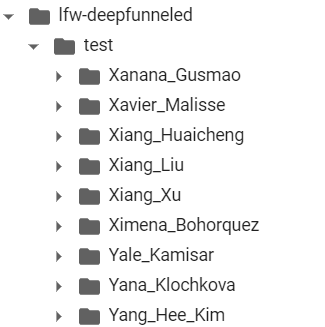 lfw-deepfunneled
test
Xanana_Gusmao
Xavier_Malisse
Xiang_Huaicheng
Xiang_Liu
Xiang_Xu
Ximena_Bohorquez
Yale_Kamisar
Yana_Klochkova
Yang_Hee_Kim